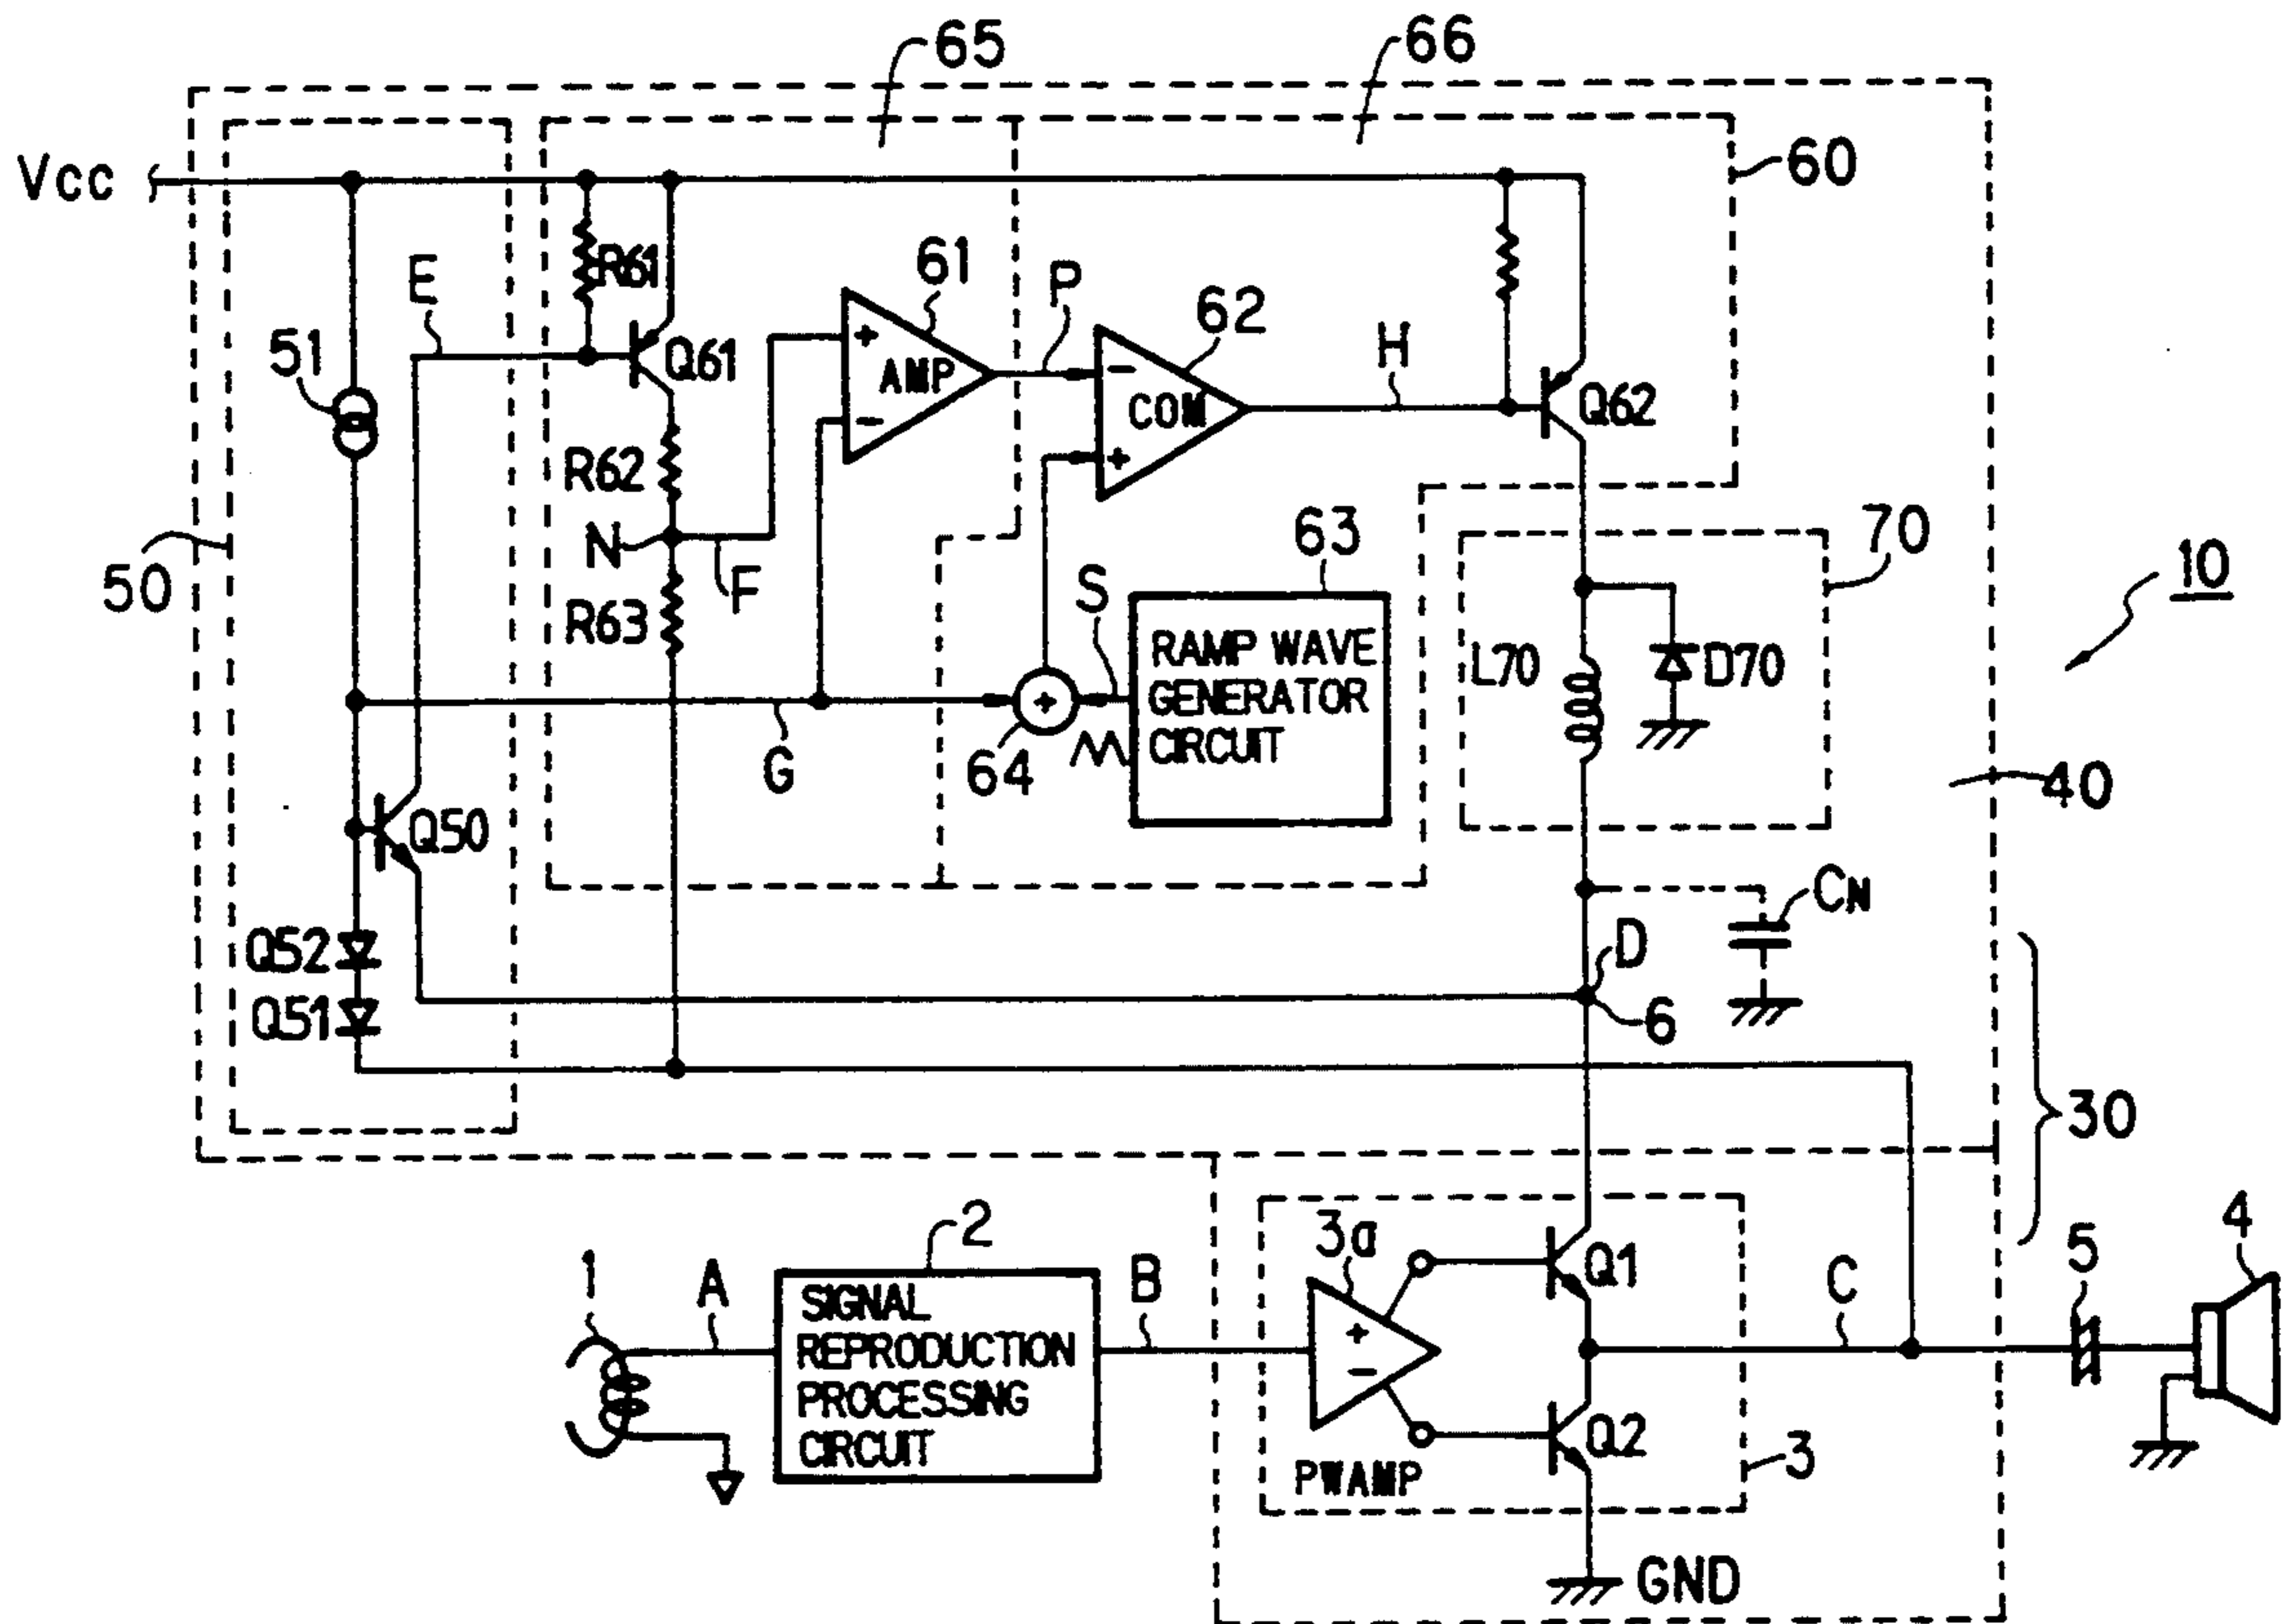 65
66
60
Vcc
R61
E
61
P
62
H
51
Q61
+
AMP
-
-
COM
+
Q62
R62
N
F
50
R63
63
S
RAMP WAVE
GENERATOR
CIRCUIT
70
L70
D70
10
G
64
+
40
Q50
CN
Q52
D
Q51
6
30
1
A
2
SIGNAL
REPRODUCTION
PROCESSING
CIRCUIT
B
3a
+
-
PWAMP
Q1
Q2
3
C
5
4
GND